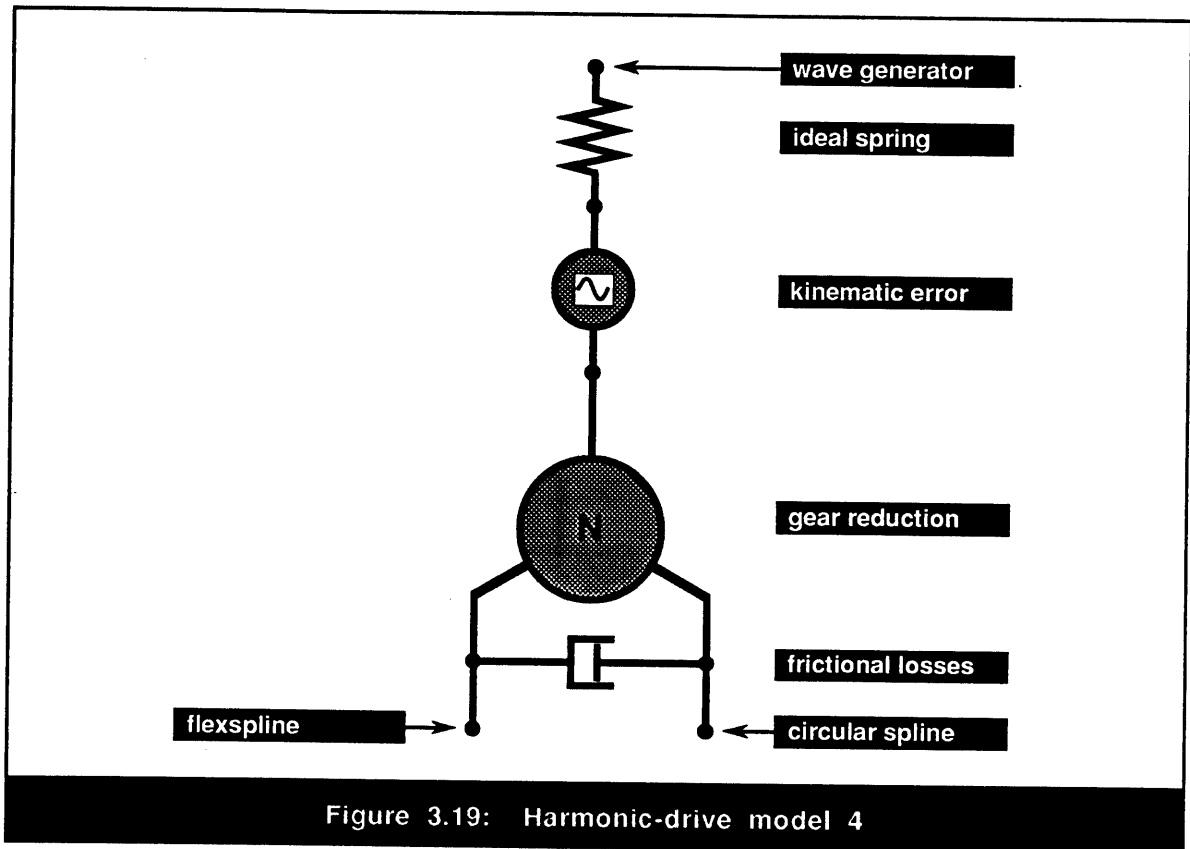 wave generator
ideal spring
kinematic error
N
gear reduction
frictional losses
flexspline
circular spline
Figure 3.19: Harmonic-drive model 4